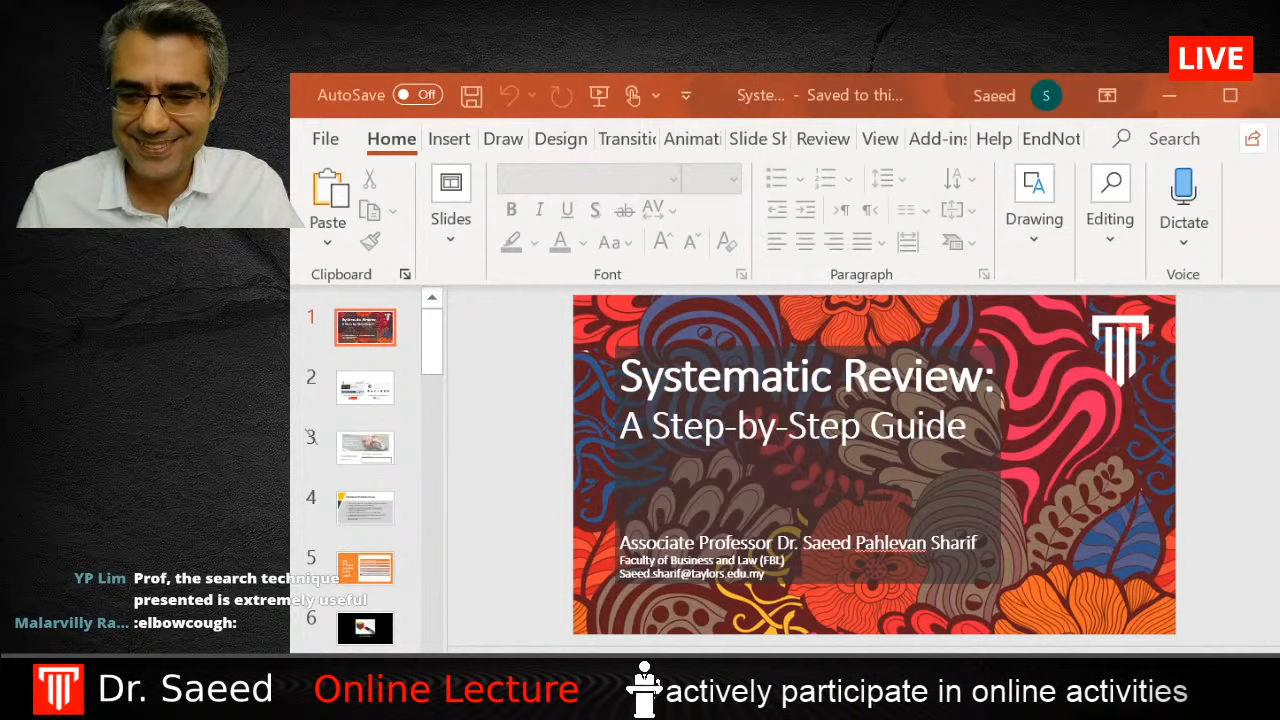 LIVE
AutoSave Off Syste... - Saved to thi... Saeed S
File Home Insert Draw Design Transitic Animat Slide Sh Review View Add-ins Help EndNot Search
Paste Slides Drawing Editing Dictate
B I U S ab AV
Aa A A
Clipboard Font Paragraph Voice
1
2
3
4
5
6
Systematic Review:
A Step-by-Step Guide
Associate Professor Dr. Saeed Pahlevan Sharif
Faculty of Business and Law (FBL)
Saeed.sharif@taylors.edu.my
YP Lim Prof, the search technique
presented is extremely useful
Malarvilly Ra... :elbowcough:
Dr. Saeed Online Lecture actively participate in online activities